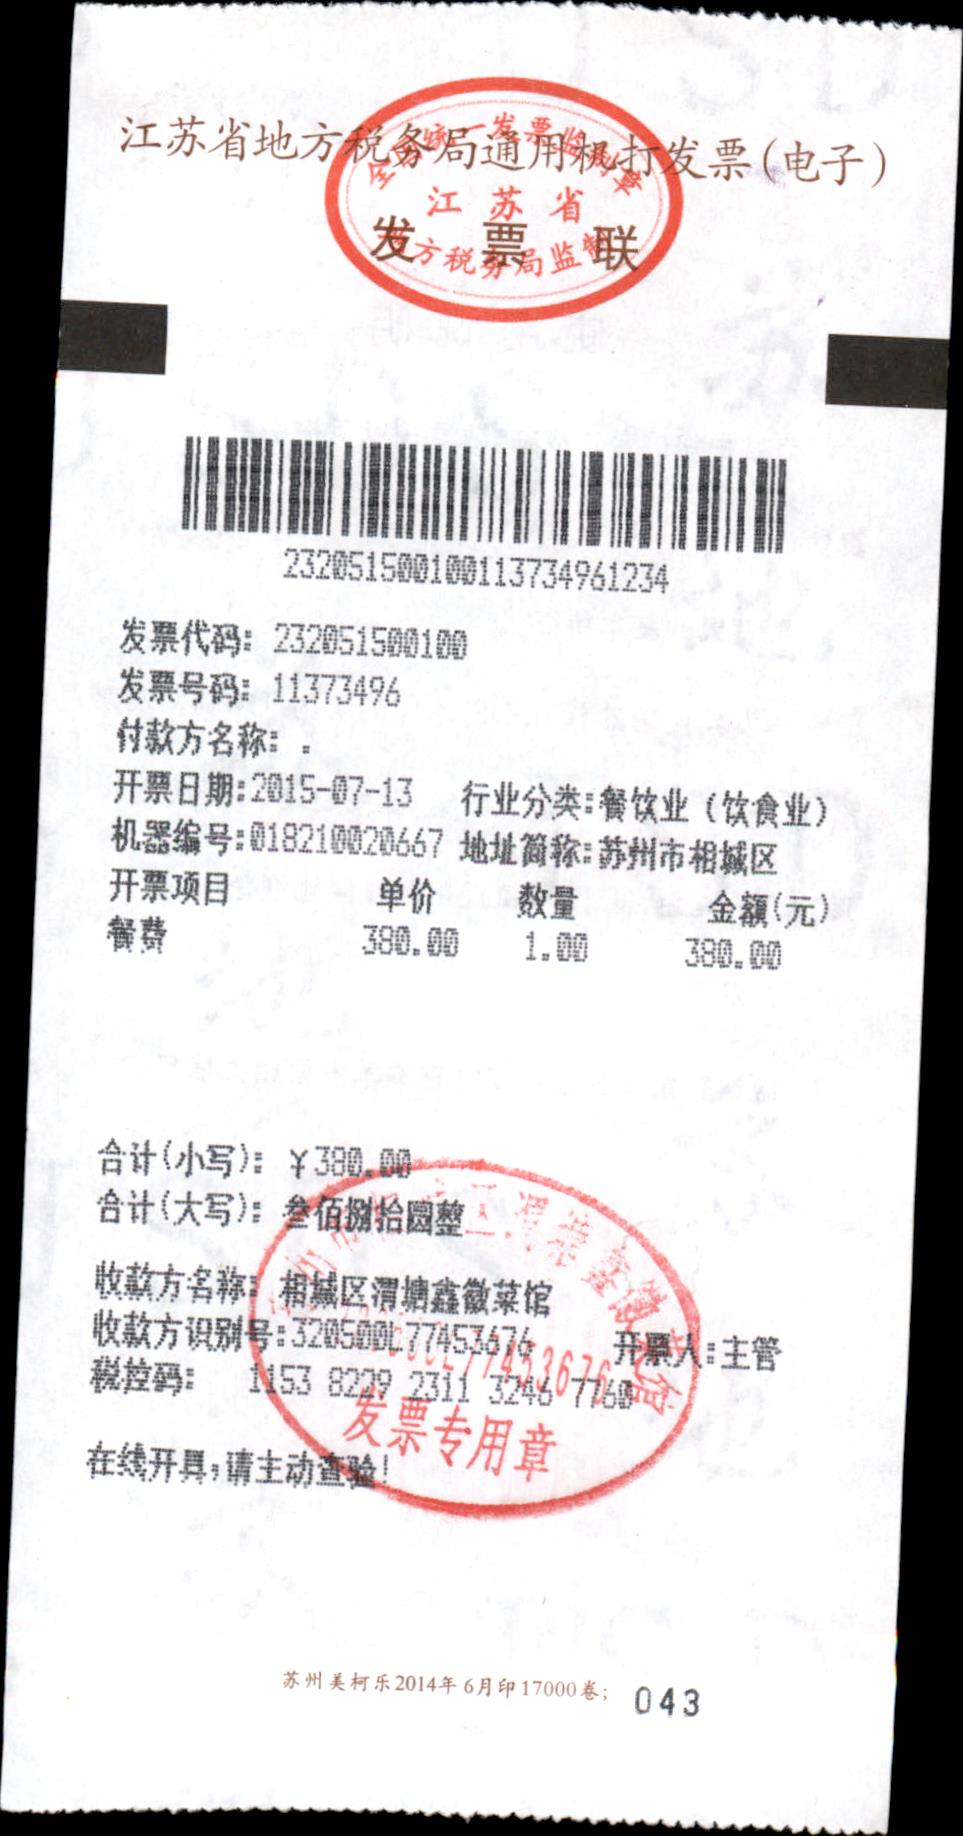 江苏省地方税务局通用机打发票(电子)
全国统一发票监制章
江苏省
地方税务局监制
发票联
232051500100113734961234
发票代码: 232051500100
发票号码: 11373496
付款方名称: .
开票日期:2015-07-13 行业分类:餐饮业 (饮食业)
机器编号:018210020667 地址简称:苏州市相城区
开票项目 单价 数量 金额(元)
餐费 380.00 1.00 380.00
合计(小写): ¥380.00
合计(大写): 叁佰捌拾圆整
收款方名称: 相城区渭塘鑫徽菜馆
收款方识别号:320500L77453676 开票人:主管
税控码: 1153 8229 2311 3246 7760
发票专用章
在线开具,请主动查验!
苏州美柯乐2014年6月印17000卷; 043